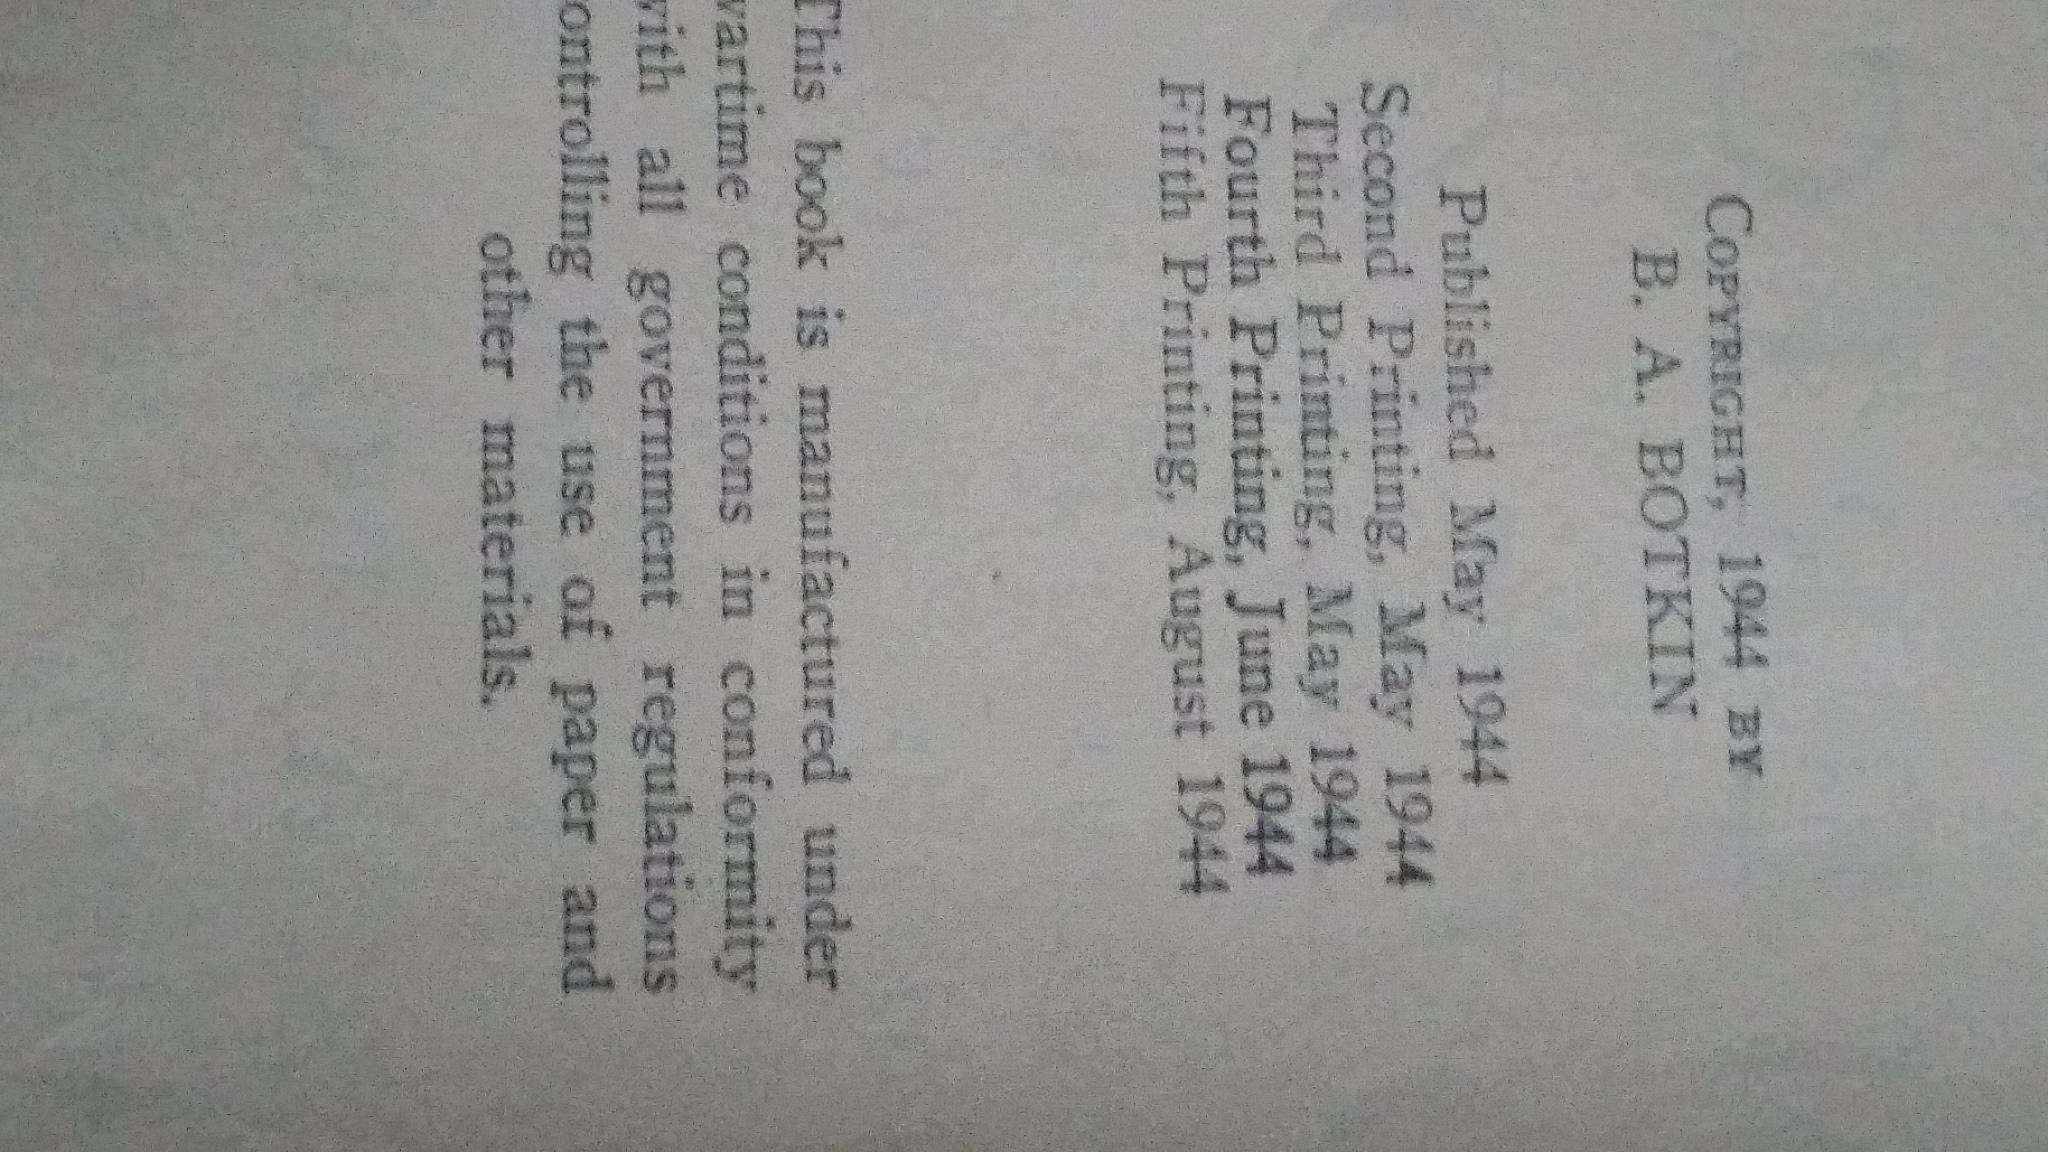 COPYRIGHT, 1944 BY
B. A. BOTKIN
Published May 1944
Second Printing, May 1944
Third Printing, May 1944
Fourth Printing, June 1944
Fifth Printing, August 1944
This book is manufactured under
wartime conditions in conformity
with all government regulations
controlling the use of paper and
other materials.